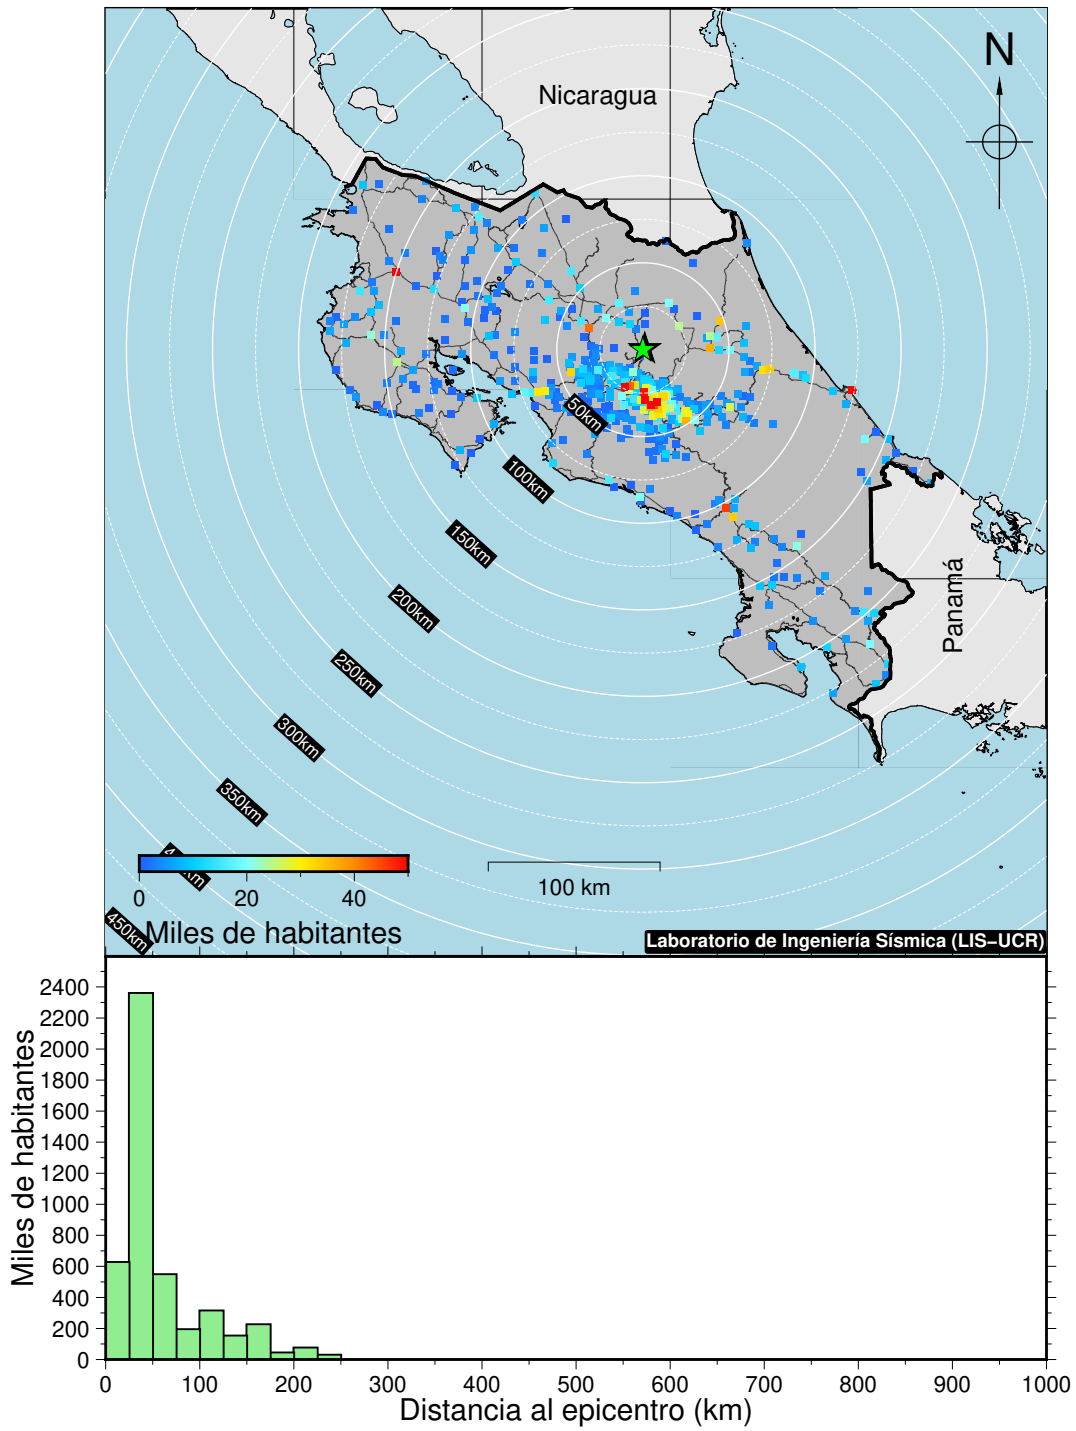 N
Nicaragua
Panamá
50km
100km
150km
200km
250km
300km
350km
450km
0 20 40
Miles de habitantes
100 km
Laboratorio de Ingeniería Sísmica (LIS−UCR)
2400
2200
2000
1800
1600
1400
1200
1000
800
600
400
200
0
Miles de habitantes
0 100 200 300 400 500 600 700 800 900 1000
Distancia al epicentro (km)